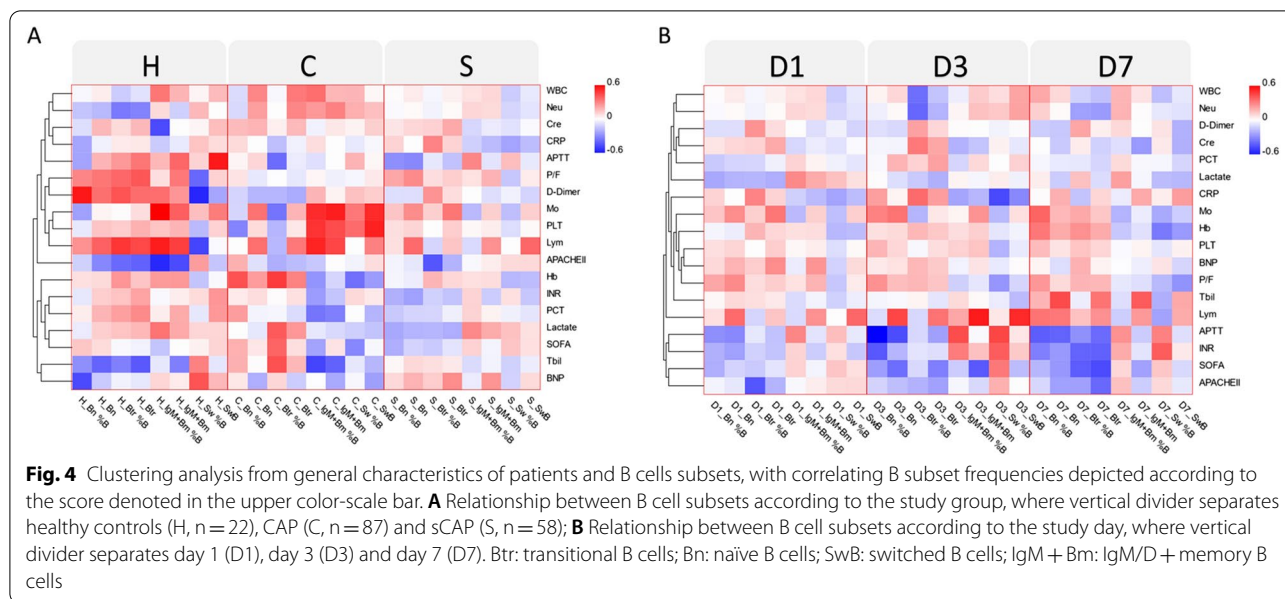 A
H C S
0.6
-0.6
WBC
Neu
Cre
CRP
APTT
P/F
D-Dimer
Mo
PLT
Lym
APACHEII
Hb
INR
PCT
Lactate
SOFA
Tbil
BNP
H_Bn %B
H_Bn
H_Btr %B
H_Btr
H_IgM+Bm %B
H_IgM+Bm
H_Sw %B
H_SwB
C_Bn %B
C_Bn
C_Btr %B
C_Btr
C_IgM+Bm %B
C_IgM+Bm
C_Sw %B
C_SwB
S_Bn %B
S_Bn
S_Btr %B
S_Btr
S_IgM+Bm %B
S_IgM+Bm
S_Sw %B
S_SwB
B
D1 D3 D7
0.6
-0.6
WBC
Neu
D-Dimer
Cre
PCT
Lactate
CRP
Mo
Hb
PLT
BNP
P/F
Tbil
Lym
APTT
INR
SOFA
APACHEII
D1_Bn %B
D1_Bn
D1_Btr %B
D1_Btr
D1_IgM+Bm %B
D1_IgM+Bm
D1_Sw %B
D1_SwB
D3_Bn %B
D3_Bn
D3_Btr %B
D3_Btr
D3_IgM+Bm %B
D3_IgM+Bm
D3_Sw %B
D3_SwB
D7_Bn %B
D7_Bn
D7_Btr %B
D7_Btr
D7_IgM+Bm %B
D7_IgM+Bm
D7_Sw %B
D7_SwB
Fig. 4 Clustering analysis from general characteristics of patients and B cells subsets, with correlating B subset frequencies depicted according to
the score denoted in the upper color-scale bar. A Relationship between B cell subsets according to the study group, where vertical divider separates
healthy controls (H, n = 22), CAP (C, n = 87) and sCAP (S, n = 58); B Relationship between B cell subsets according to the study day, where vertical
divider separates day 1 (D1), day 3 (D3) and day 7 (D7). Btr: transitional B cells; Bn: naïve B cells; SwB: switched B cells; IgM + Bm: IgM/D + memory B
cells